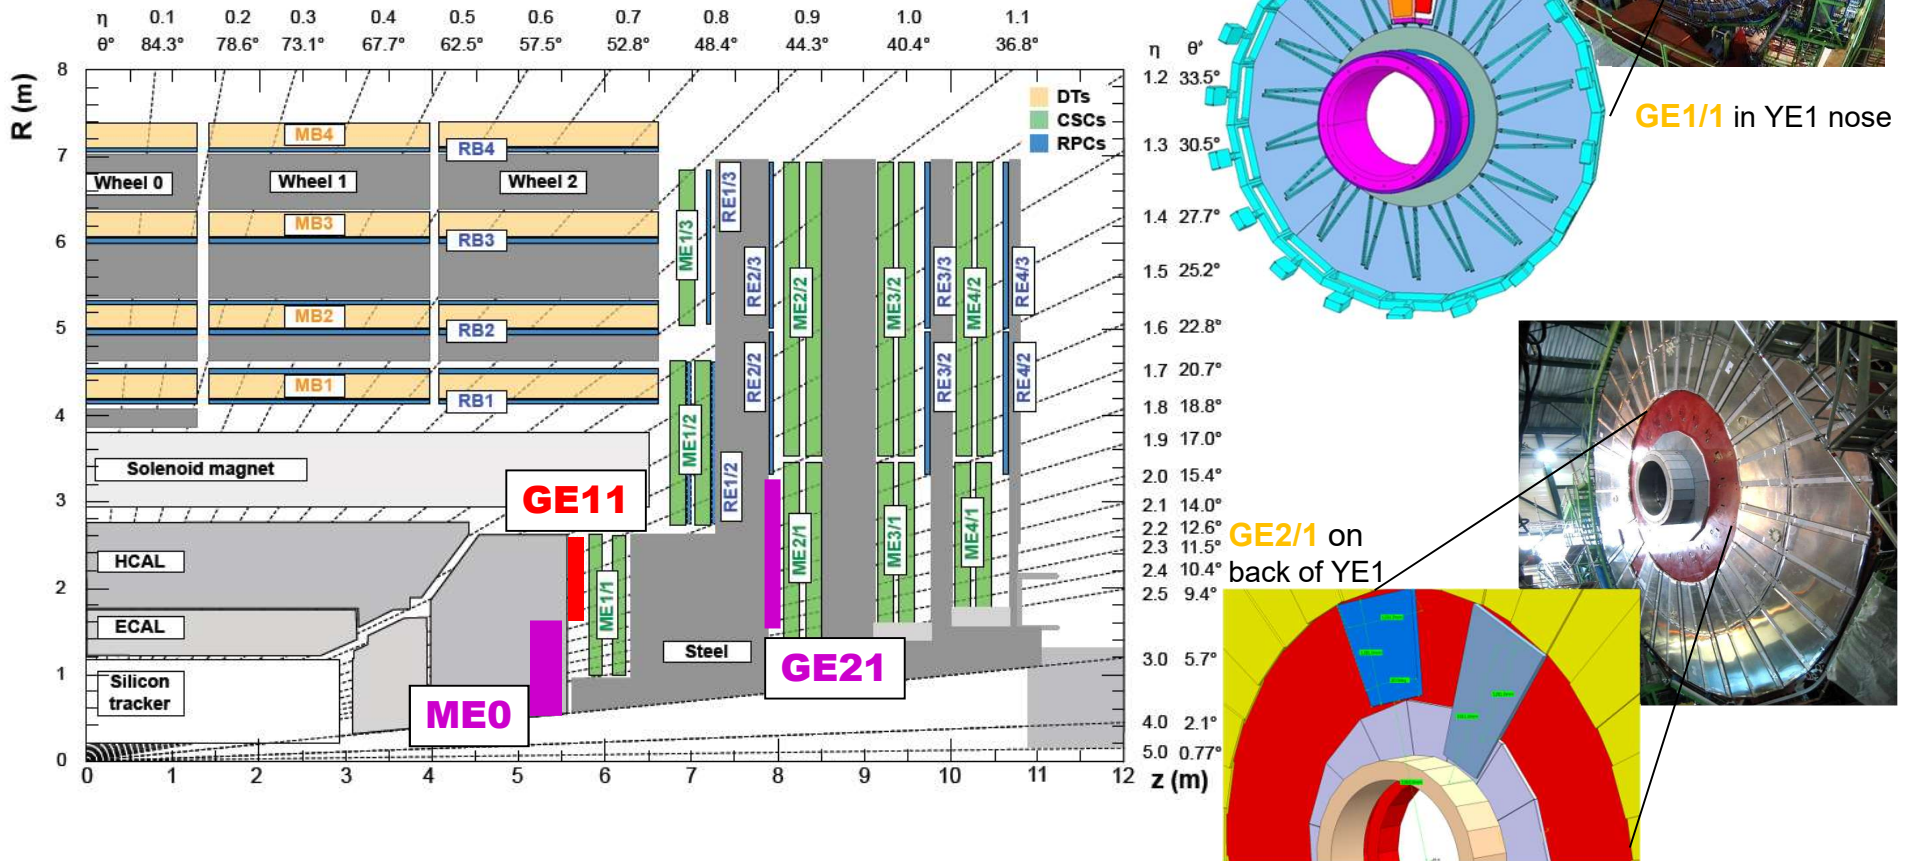 η 0.1 0.2 0.3 0.4 0.5 0.6 0.7 0.8 0.9 1.0 1.1
θ° 84.3° 78.6° 73.1° 67.7° 62.5° 57.5° 52.8° 48.4° 44.3° 40.4° 36.8°
η θ°
R (m)
8
7
6
5
4
3
2
1
0
1.2 33.5°
1.3 30.5°
1.4 27.7°
1.5 25.2°
1.6 22.8°
1.7 20.7°
1.8 18.8°
1.9 17.0°
2.0 15.4°
2.1 14.0°
2.2 12.6°
2.3 11.5°
2.4 10.4°
2.5 9.4°
3.0 5.7°
4.0 2.1°
5.0 0.77°
DTs
CSCs
RPCs
MB4
RB4
Wheel 0
Wheel 1
Wheel 2
MB3
RB3
MB2
RB2
MB1
RB1
Solenoid magnet
HCAL
ECAL
Silicon
tracker
Steel
ME1/3
RE1/3
ME1/2
RE1/2
ME1/1
RE2/3
RE2/2
ME2/2
ME2/1
ME3/2
ME3/1
RE3/3
RE3/2
ME4/2
ME4/1
RE4/3
RE4/2
GE11
ME0
GE21
0 1 2 3 4 5 6 7 8 9 10 11 12
z (m)
GE1/1 in YE1 nose
GE2/1 on
back of YE1